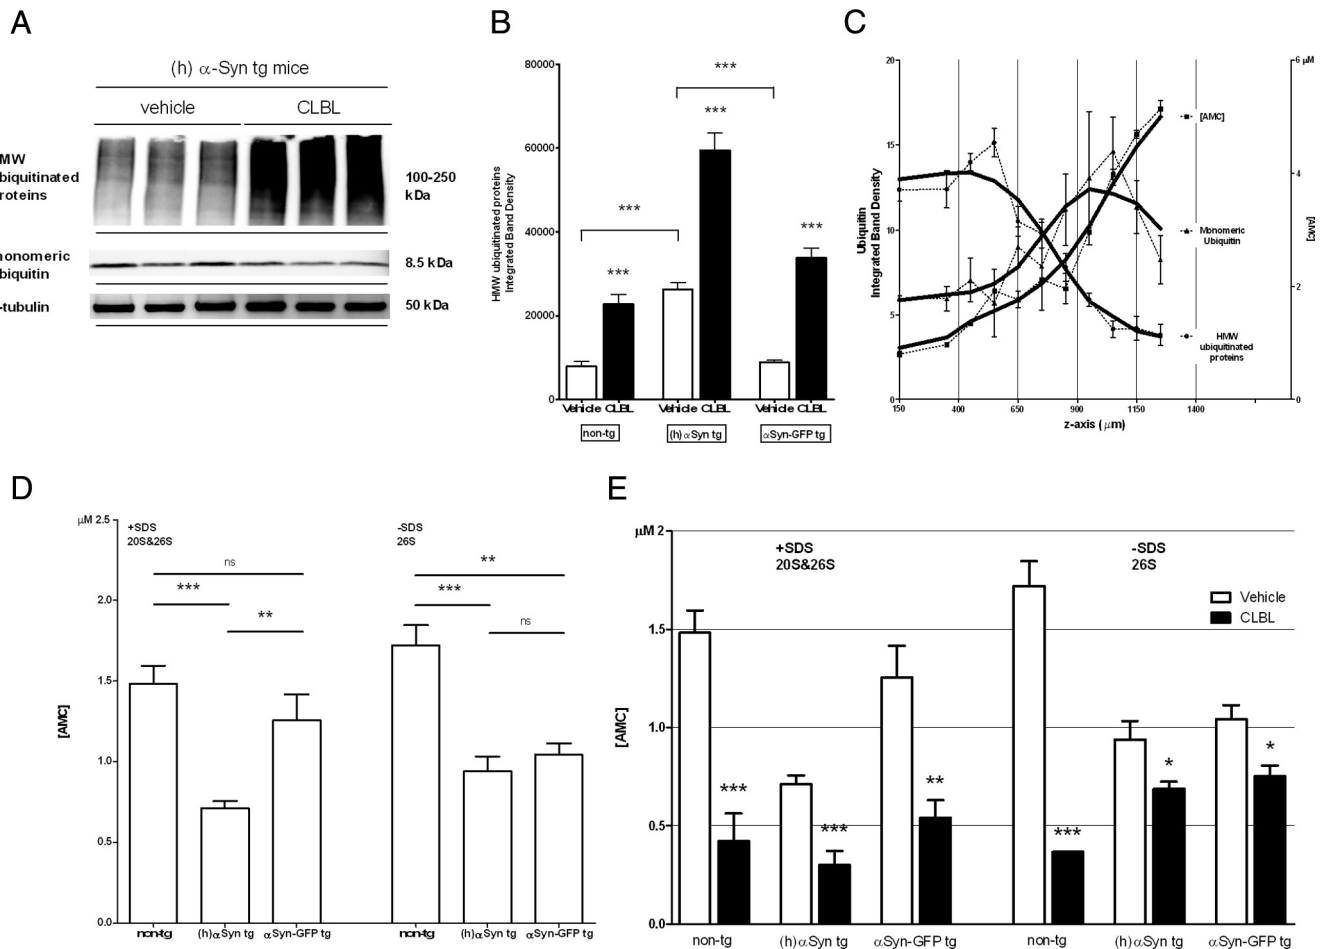 A
(h) α-Syn tg mice
vehicle
CLBL
MW
biquitinated
roteins
100-250
kDa
monomeric
biquitin
8.5 kDa
-tubulin
50 kDa
B
HMW ubiquitinated proteins
Integrated Band Density
80000
60000
40000
20000
0
***
***
***
***
***
Vehicle CLBL
Vehicle CLBL
Vehicle CLBL
non-tg
(h) αSyn tg
αSyn-GFP tg
C
Ubiquitin
Integrated Band Density
20
15
10
5
0
6 μM
4
2
0
[AMC]
[AMC]
Monomeric
Ubiquitin
HMW
ubiquitinated
proteins
150
400
650
900
1150
1400
z-axis (μm)
D
μM 2.5
2.0
1.5
1.0
0.5
0.0
[AMC]
+SDS
20S&26S
ns
***
**
-SDS
26S
**
***
ns
non-tg
(h)αSyn tg
αSyn-GFP tg
non-tg
(h)αSyn tg
αSyn-GFP tg
E
μM 2
1.5
1.0
0.5
0.0
[AMC]
+SDS
20S&26S
-SDS
26S
Vehicle
CLBL
***
***
**
***
*
*
non-tg
(h)αSyn tg
αSyn-GFP tg
non-tg
(h)αSyn tg
αSyn-GFP tg